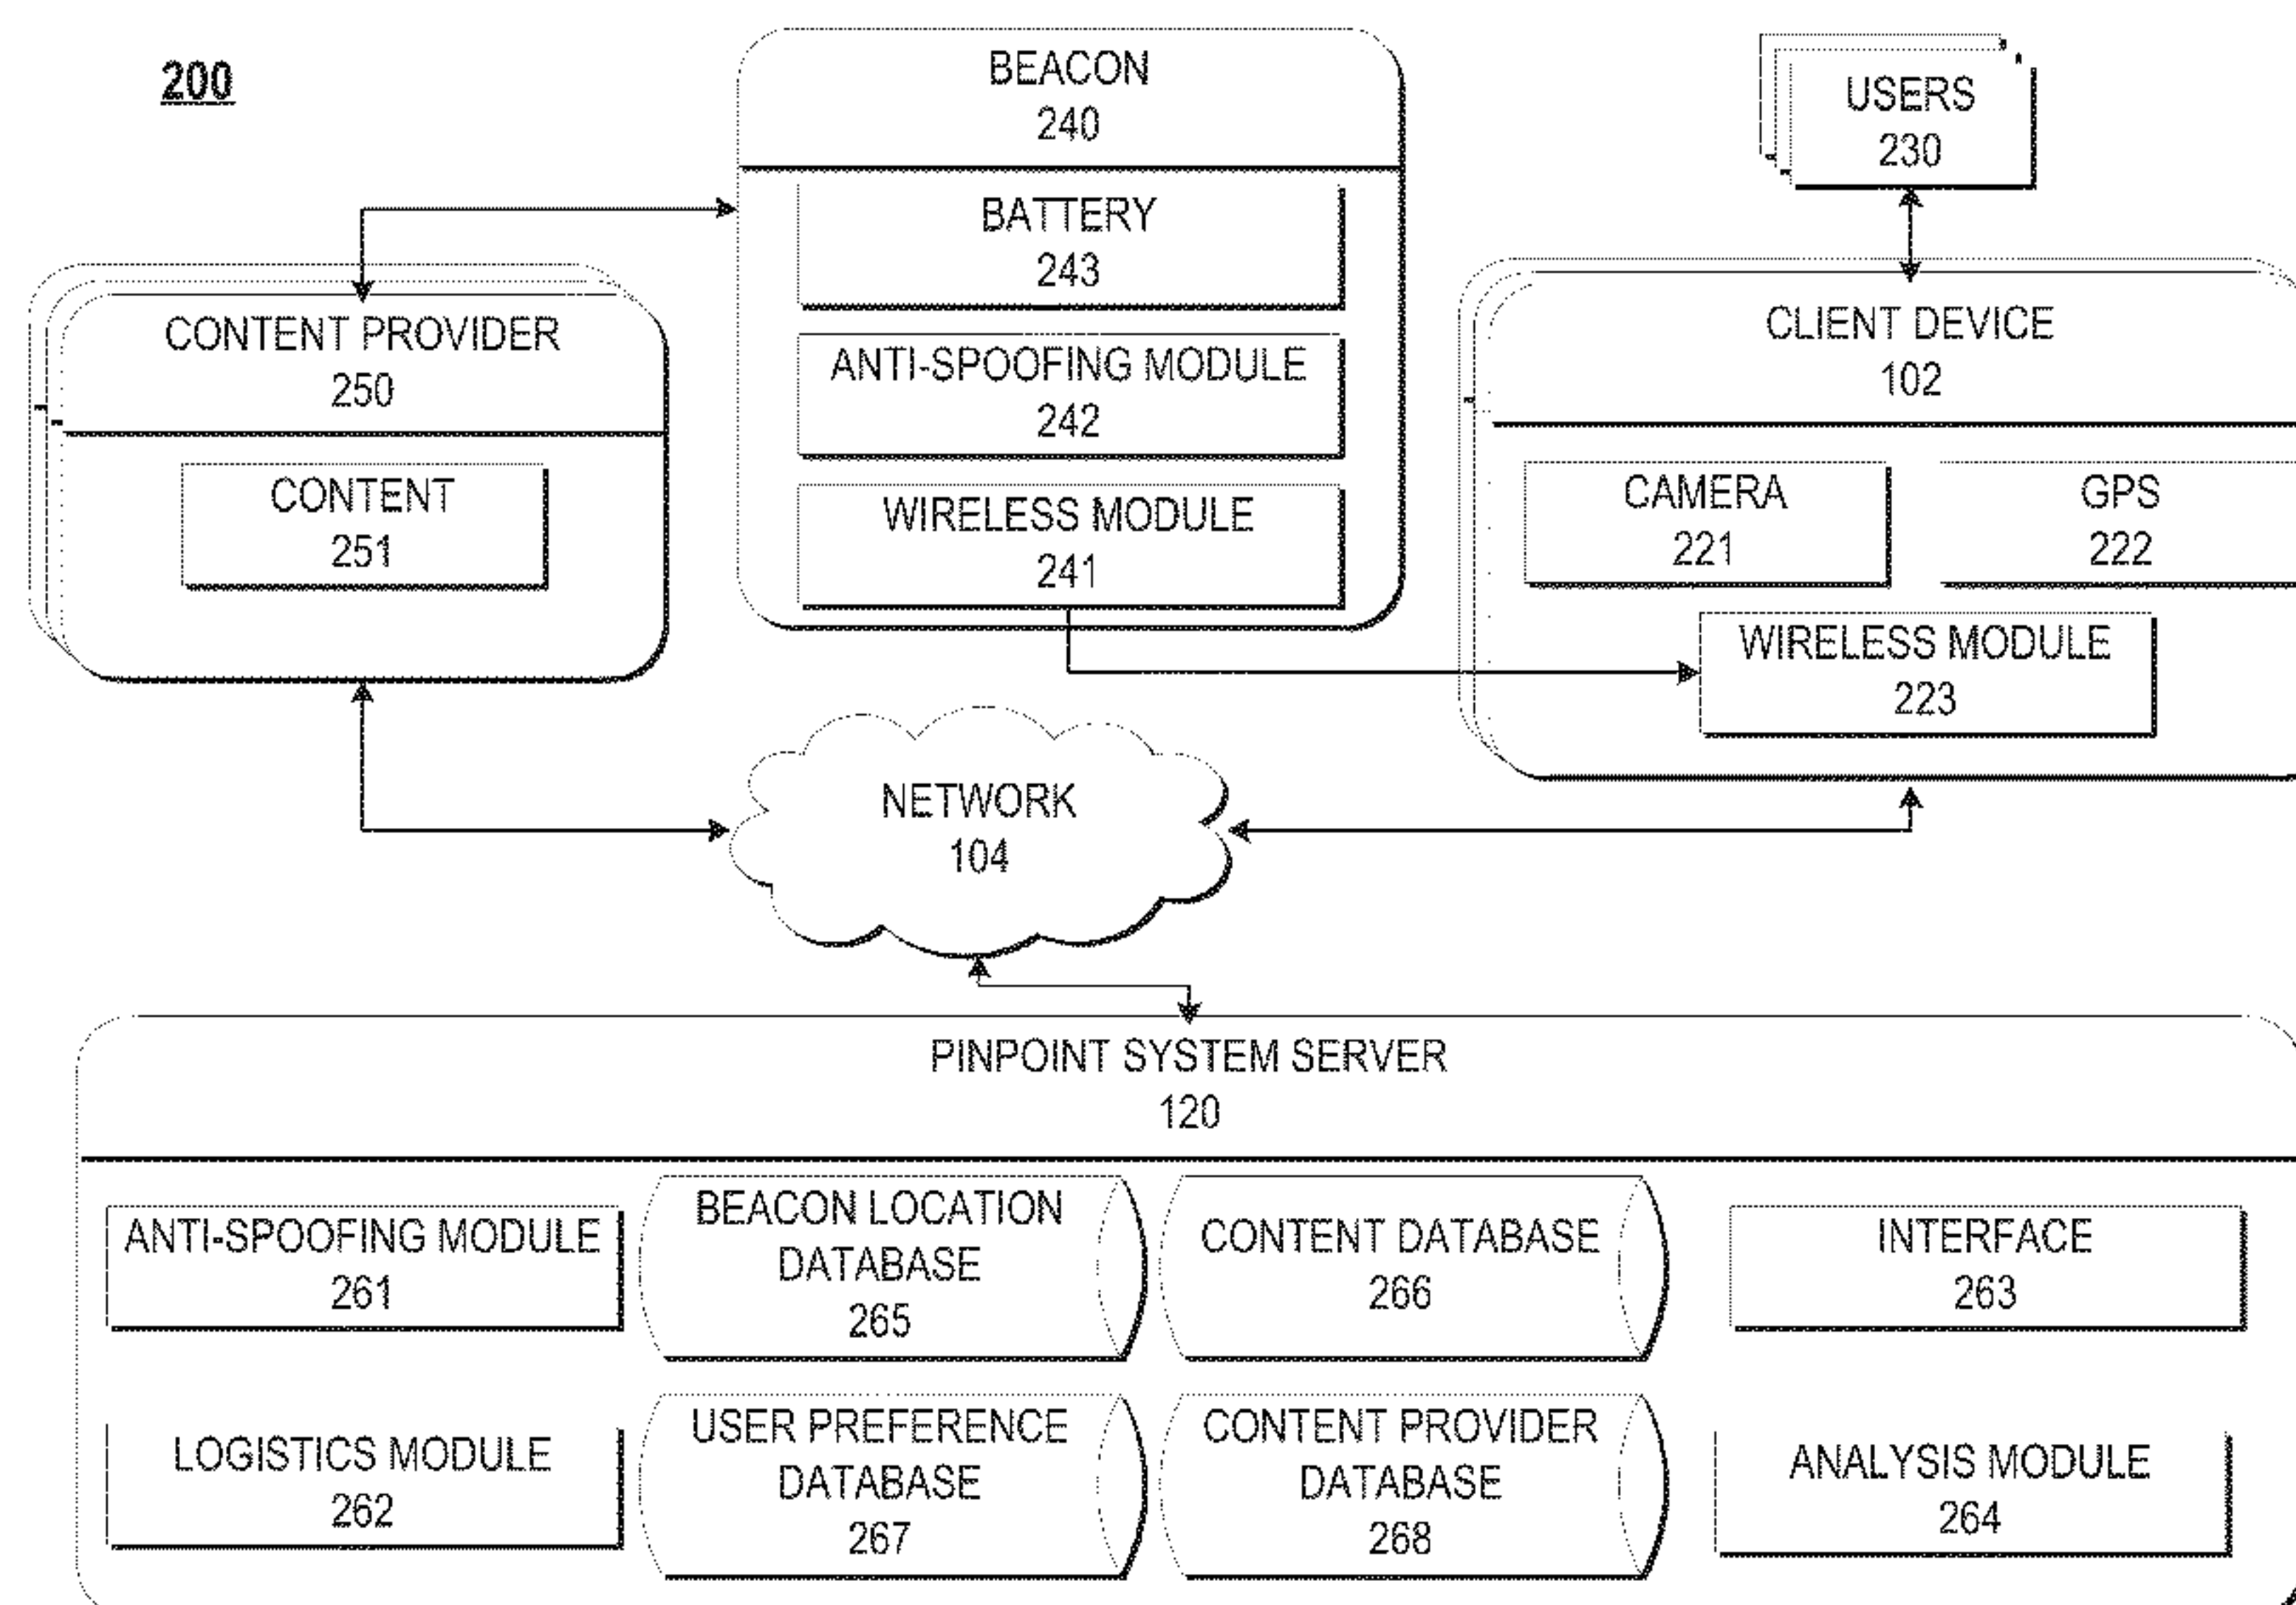 200
BEACON
240
BATTERY
243
ANTI-SPOOFING MODULE
242
WIRELESS MODULE
241
USERS
230
CONTENT PROVIDER
250
CONTENT
251
CLIENT DEVICE
102
CAMERA
221
GPS
222
WIRELESS MODULE
223
NETWORK
104
PINPOINT SYSTEM SERVER
120
ANTI-SPOOFING MODULE
261
BEACON LOCATION
DATABASE
265
CONTENT DATABASE
266
INTERFACE
263
LOGISTICS MODULE
262
USER PREFERENCE
DATABASE
267
CONTENT PROVIDER
DATABASE
268
ANALYSIS MODULE
264